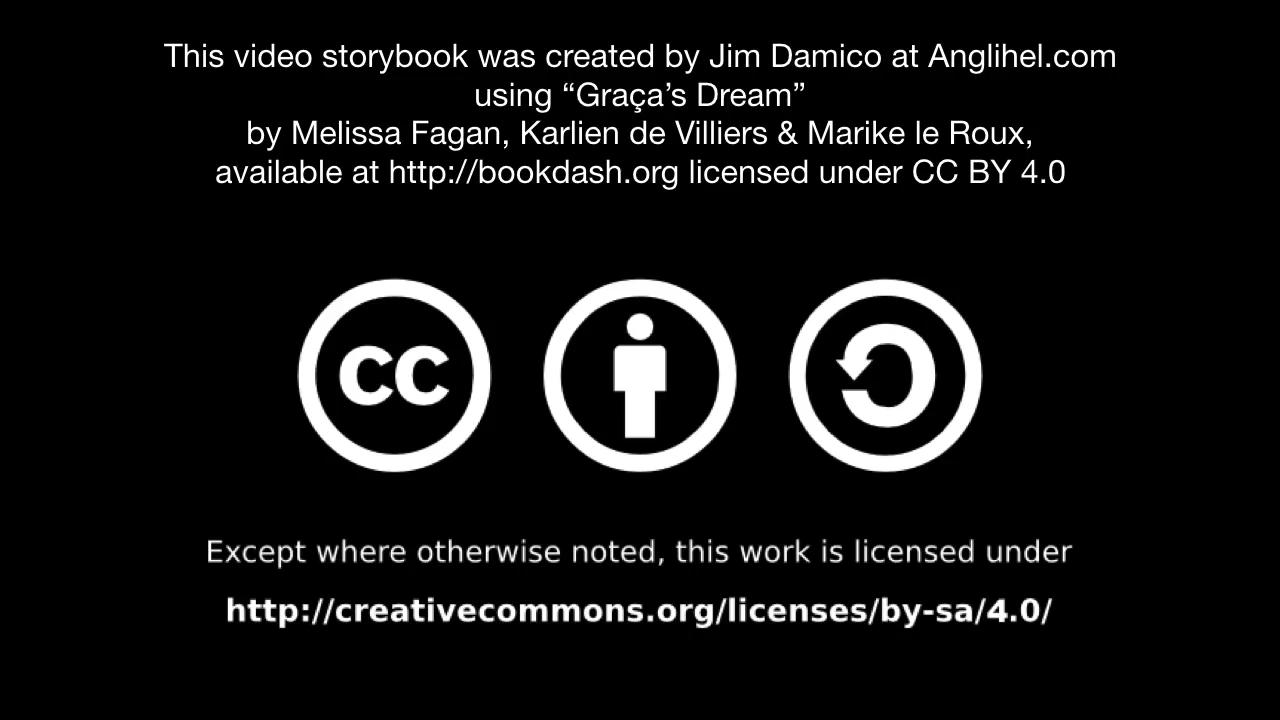 This video storybook was created by Jim Damico at Anglihel.com
using “Graça’s Dream”
by Melissa Fagan, Karlien de Villiers & Marike le Roux,
available at http://bookdash.org licensed under CC BY 4.0
cc
Except where otherwise noted, this work is licensed under
http://creativecommons.org/licenses/by-sa/4.0/